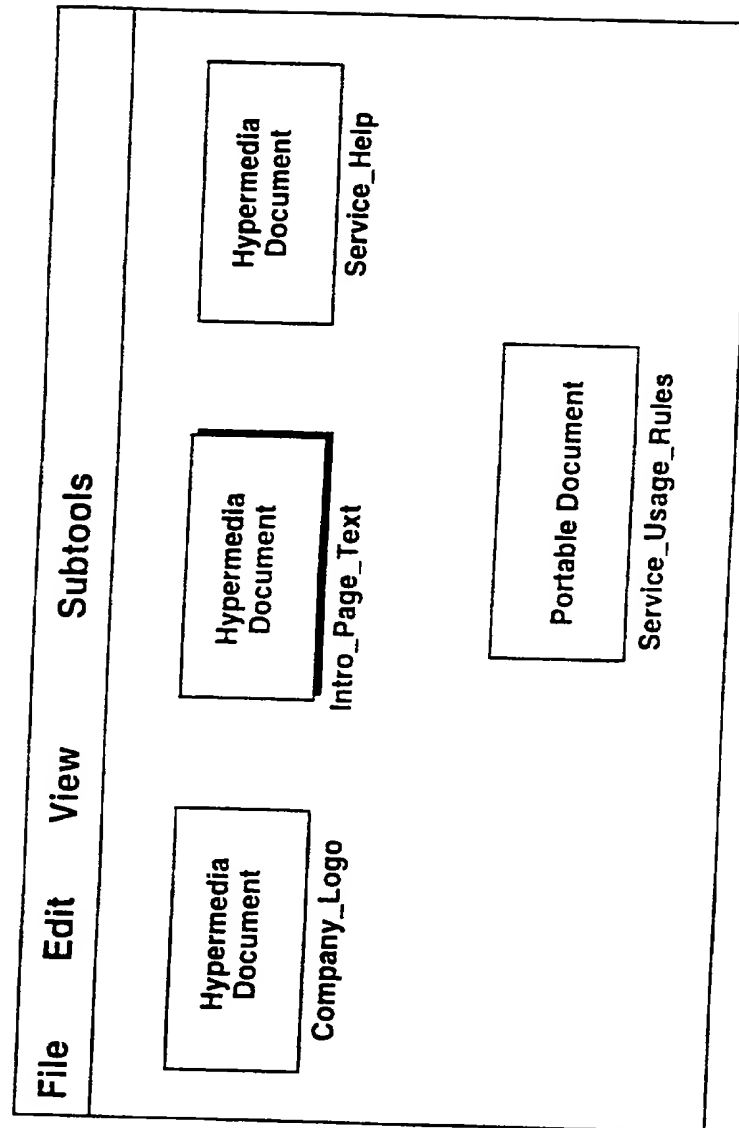 File Edit View Subtools
Hypermedia
Document
Company_Logo
Hypermedia
Document
Intro_Page_Text
Hypermedia
Document
Service_Help
Portable Document
Service_Usage_Rules